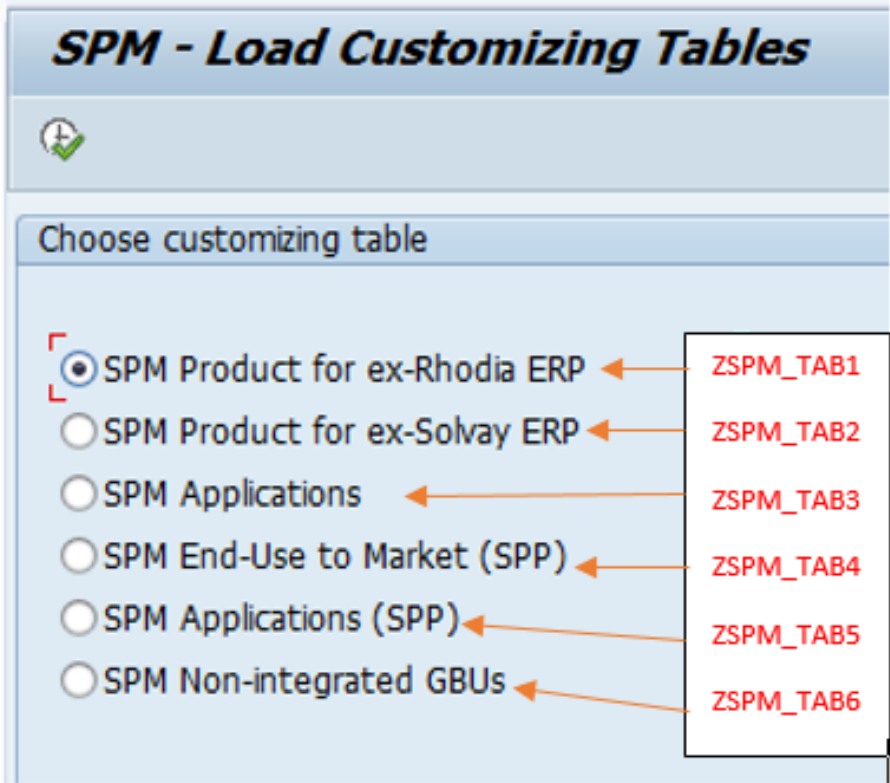 SPM - Load Customizing Tables
Choose customizing table
SPM Product for ex-Rhodia ERP ZSPM_TAB1
SPM Product for ex-Solvay ERP ZSPM_TAB2
SPM Applications ZSPM_TAB3
SPM End-Use to Market (SPP) ZSPM_TAB4
SPM Applications (SPP) ZSPM_TAB5
SPM Non-integrated GBUs ZSPM_TAB6